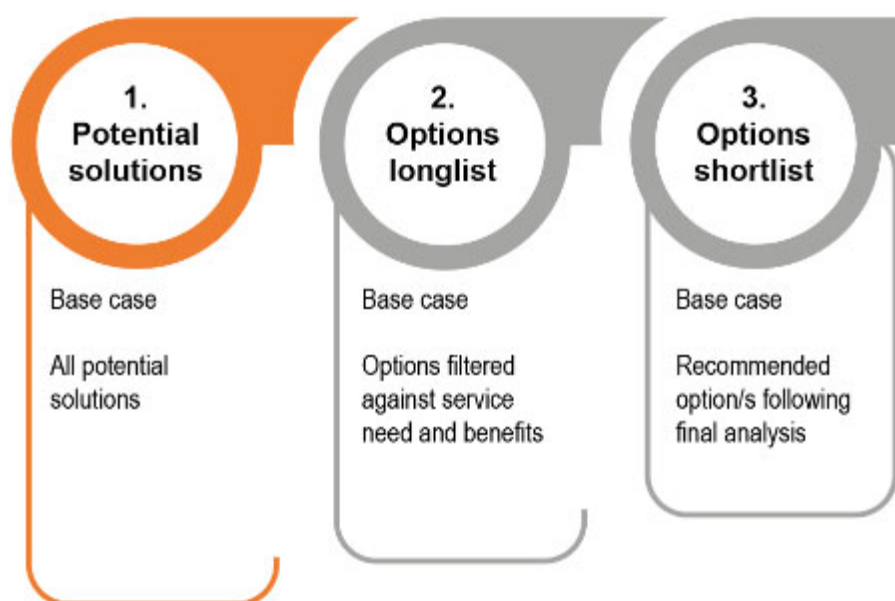 1.
Potential
solutions
Base case
All potential
solutions
2.
Options
longlist
Base case
Options filtered
against service
need and benefits
3.
Options
shortlist
Base case
Recommended
option/s following
final analysis